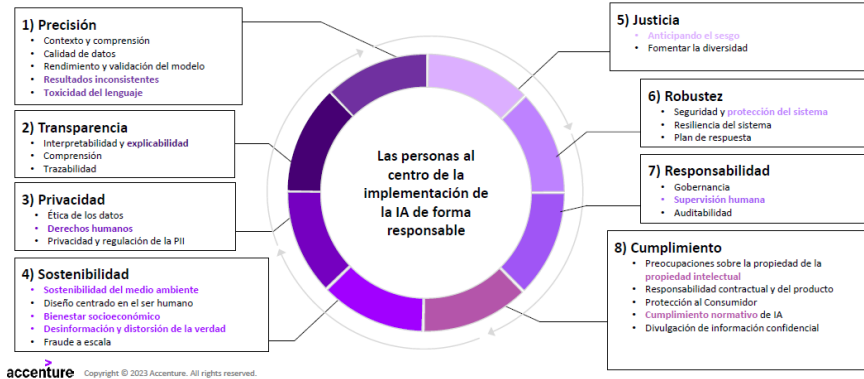 1) Precisión
• Contexto y comprensión
• Calidad de datos
• Rendimiento y validación del modelo
• Resultados inconsistentes
• Toxicidad del lenguaje
2) Transparencia
• Interpretabilidad y explicabilidad
• Comprensión
• Trazabilidad
3) Privacidad
• Ética de los datos
• Derechos humanos
• Privacidad y regulación de la PII
4) Sostenibilidad
• Sostenibilidad del medio ambiente
• Diseño centrado en el ser humano
• Bienestar socioeconómico
• Desinformación y distorsión de la verdad
• Fraude a escala
Las personas al
centro de la
implementación de
la IA de forma
responsable
5) Justicia
• Anticipando el sesgo
• Fomentar la diversidad
6) Robustez
• Seguridad y protección del sistema
• Resiliencia del sistema
• Plan de respuesta
7) Responsabilidad
• Gobernancia
• Supervisión humana
• Auditabilidad
8) Cumplimiento
• Preocupaciones sobre la propiedad de la
propiedad intelectual
• Responsabilidad contractual y del producto
• Protección al Consumidor
• Cumplimiento normativo de IA
• Divulgación de información confidencial
accenture Copyright © 2023 Accenture. All rights reserved.